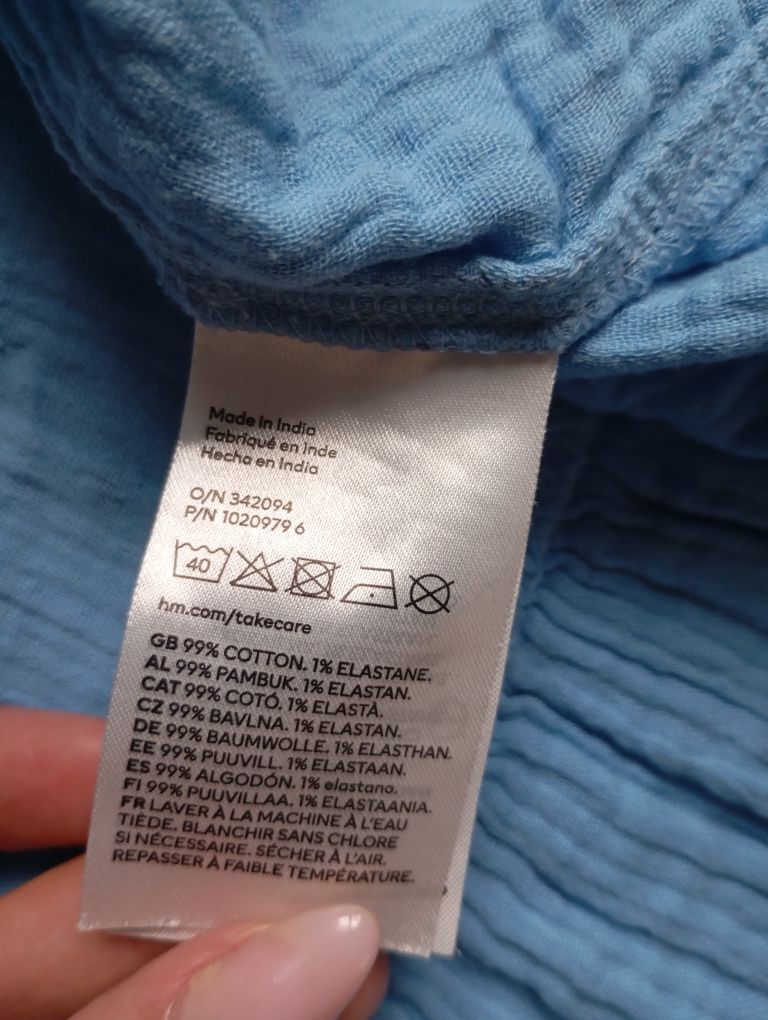 Made in India
Fabriqué en Inde
Hecho en India
O/N 342094
P/N 1020979 6
40
hm.com/takecare
GB 99% COTTON. 1% ELASTANE.
AL 99% PAMBUK. 1% ELASTAN.
CAT 99% COTÓ. 1% ELASTÀ.
CZ 99% BAVLNA. 1% ELASTAN.
DE 99% BAUMWOLLE. 1% ELASTHAN.
EE 99% PUUVILL. 1% ELASTAAN.
ES 99% ALGODÓN. 1% elastano.
FI 99% PUUVILLAA. 1% ELASTAANIA.
FR LAVER À LA MACHINE À L'EAU
TIÈDE. BLANCHIR SANS CHLORE
SI NÉCESSAIRE. SÉCHER À L'AIR.
REPASSER À FAIBLE TEMPÉRATURE.